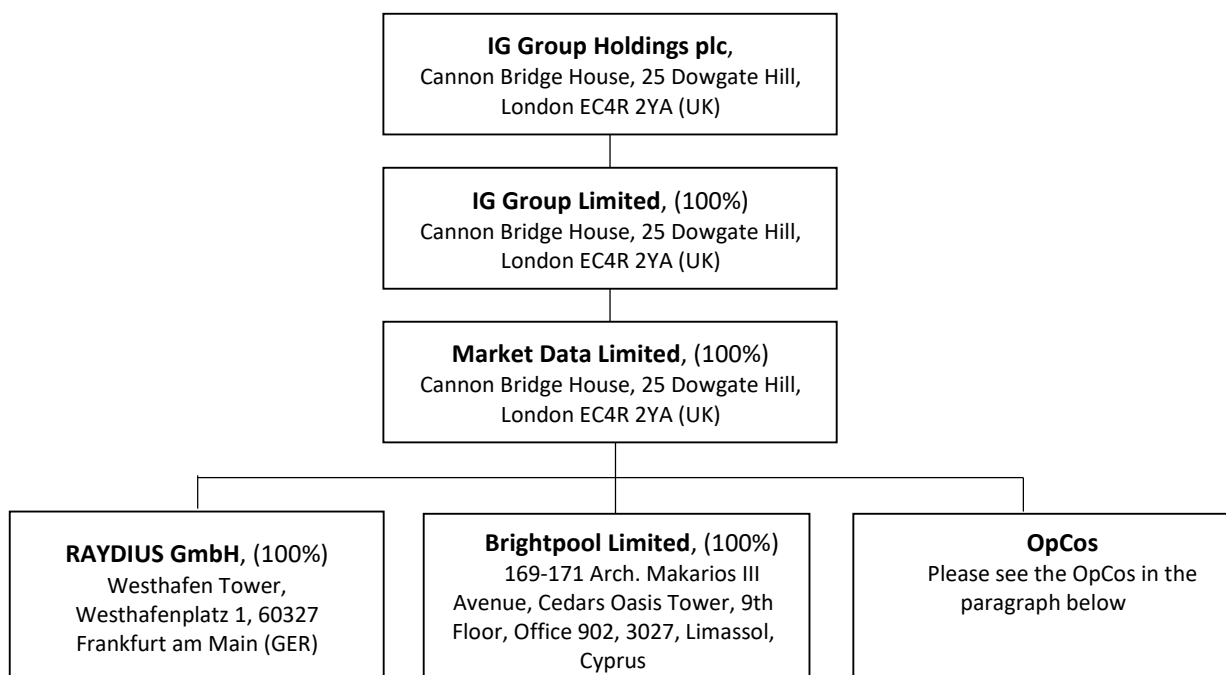 IG Group Holdings plc,
Cannon Bridge House, 25 Dowgate Hill,
London EC4R 2YA (UK)
IG Group Limited, (100%)
Cannon Bridge House, 25 Dowgate Hill,
London EC4R 2YA (UK)
Market Data Limited, (100%)
Cannon Bridge House, 25 Dowgate Hill,
London EC4R 2YA (UK)
RAYDIUS GmbH, (100%)
Westhafen Tower,
Westhafenplatz 1, 60327
Frankfurt am Main (GER)
Brightpool Limited, (100%)
169-171 Arch. Makarios III
Avenue, Cedars Oasis Tower, 9th
Floor, Office 902, 3027, Limassol,
Cyprus
OpCos
Please see the OpCos in the
paragraph below